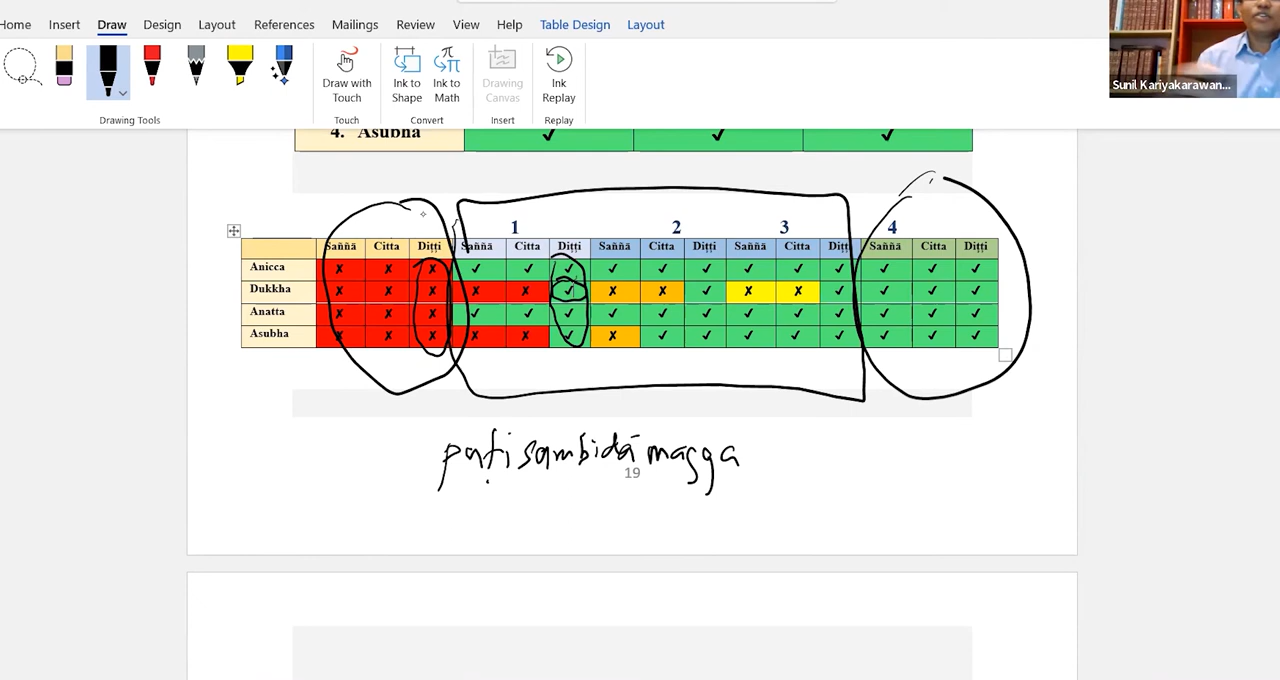 Home Insert Draw Design Layout References Mailings Review View Help Table Design Layout
Draw with Touch Ink to Shape Ink to Math Drawing Canvas Ink Replay
Drawing Tools Touch Convert Insert Replay
Sunil Kariyakarawan...
4. Asubha ✓ ✓ ✓
1 2 3 4
Saññā Citta Diṭṭi Saññā Citta Diṭṭi Saññā Citta Diṭṭi Saññā Citta Diṭṭi Saññā Citta Diṭṭi
Anicca ✗ ✗ ✗ ✓ ✓ ✓ ✓ ✓ ✓ ✓ ✓ ✓ ✓ ✓ ✓
Dukkha ✗ ✗ ✗ ✗ ✗ ✓ ✗ ✗ ✓ ✗ ✗ ✓ ✓ ✓ ✓
Anatta ✗ ✗ ✗ ✓ ✓ ✓ ✓ ✓ ✓ ✓ ✓ ✓ ✓ ✓ ✓
Asubha ✗ ✗ ✗ ✗ ✗ ✓ ✗ ✓ ✓ ✓ ✓ ✓ ✓ ✓ ✓
paṭisambidā magga
19